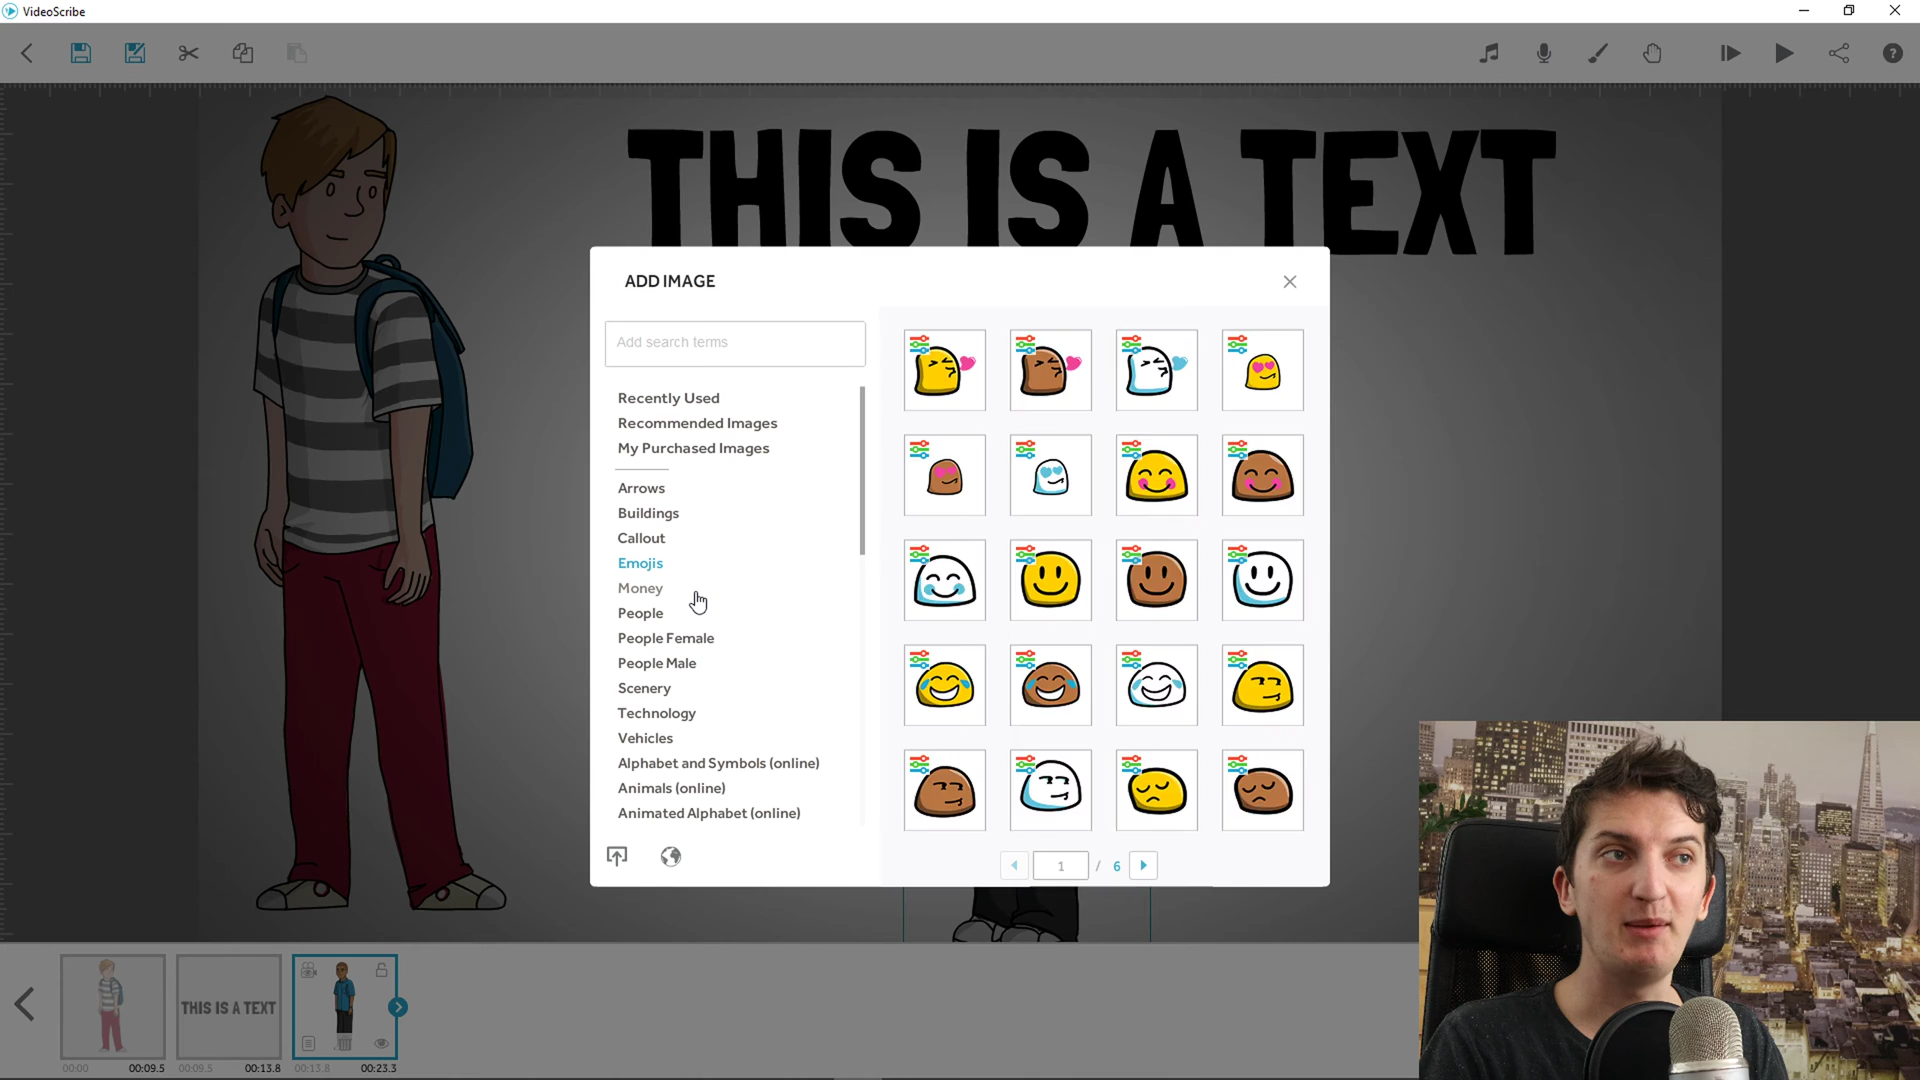 VideoScribe
THIS IS A TEXT
ADD IMAGE
Add search terms
Recently Used
Recommended Images
My Purchased Images
Arrows
Buildings
Callout
Emojis
Money
People
People Female
People Male
Scenery
Technology
Vehicles
Alphabet and Symbols (online)
Animals (online)
Animated Alphabet (online)
1 / 6
THIS IS A TEXT
00:00 00:09.5 00:09.5 00:13.8 00:13.8 00:23.3